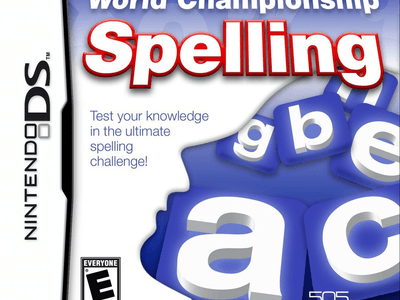 World Championship
Spelling
NINTENDO DS
Test your knowledge
in the ultimate
spelling
challenge!
n
g b e
a c
EVERYONE
E
505